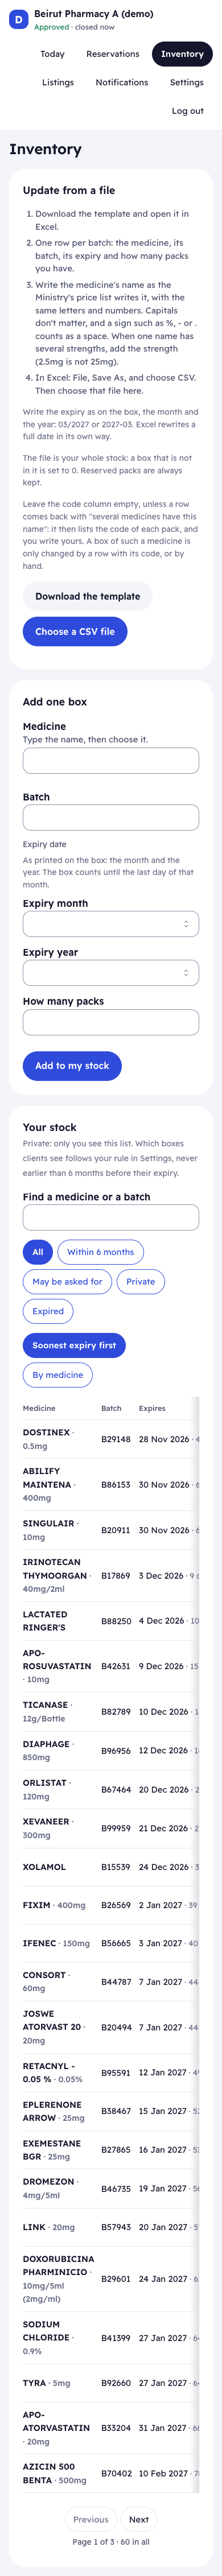 D
Beirut Pharmacy A (demo)
Approved · closed now
Today
Reservations
Inventory
Listings
Notifications
Settings
Log out
Inventory
Update from a file
1. Download the template and open it in
Excel.
2. One row per batch: the medicine, its
batch, its expiry and how many packs
you have.
3. Write the medicine's name as the
Ministry's price list writes it, with the
same letters and numbers. Capitals
don't matter, and a sign such as %, - or .
counts as a space. When one name has
several strengths, add the strength
(2.5mg is not 25mg).
4. In Excel: File, Save As, and choose CSV.
Then choose that file here.
Write the expiry as on the box, the month and
the year: 03/2027 or 2027-03. Excel rewrites a
full date in its own way.
The file is your whole stock: a box that is not
in it is set to 0. Reserved packs are always
kept.
Leave the code column empty, unless a row
comes back with "several medicines have this
name": it then lists the code of each pack, and
you write yours. A box of such a medicine is
only changed by a row with its code, or by
hand.
Download the template
Choose a CSV file
Add one box
Medicine
Type the name, then choose it.
Batch
Expiry date
As printed on the box: the month and the
year. The box counts until the last day of that
month.
Expiry month
Expiry year
How many packs
Add to my stock
Your stock
Private: only you see this list. Which boxes
clients see follows your rule in Settings, never
earlier than 6 months before their expiry.
Find a medicine or a batch
All
Within 6 months
May be asked for
Private
Expired
Soonest expiry first
By medicine
Medicine Batch Expires
DOSTINEX ·
0.5mg
B29148 28 Nov 2026 ·
ABILIFY
MAINTENA ·
400mg
B86153 30 Nov 2026 ·
SINGULAIR ·
10mg
B20911 30 Nov 2026 ·
IRINOTECAN
THYMOORGAN ·
40mg/2ml
B17869 3 Dec 2026 · 9
LACTATED
RINGER'S
B88250 4 Dec 2026 · 10
APO-
ROSUVASTATIN
· 10mg
B42631 9 Dec 2026 · 15
TICANASE ·
12g/Bottle
B82789 10 Dec 2026 ·
DIAPHAGE ·
850mg
B96956 12 Dec 2026 ·
ORLISTAT ·
120mg
B67464 20 Dec 2026 ·
XEVANEER ·
300mg
B99959 21 Dec 2026 ·
XOLAMOL B15539 24 Dec 2026 ·
FIXIM · 400mg B26569 2 Jan 2027 · 39
IFENEC · 150mg B56665 3 Jan 2027 · 40
CONSORT ·
60mg
B44787 7 Jan 2027 · 44
JOSWE
ATORVAST 20 ·
20mg
B20494 7 Jan 2027 · 44
RETACNYL -
0.05 % · 0.05%
B95591 12 Jan 2027 ·
EPLERENONE
ARROW · 25mg
B38467 15 Jan 2027 ·
EXEMESTANE
BGR · 25mg
B27865 16 Jan 2027 ·
DROMEZON ·
4mg/5ml
B46735 19 Jan 2027 ·
LINK · 20mg B57943 20 Jan 2027 ·
DOXORUBICINA
PHARMINICIO ·
10mg/5ml
(2mg/ml)
B29601 24 Jan 2027 ·
SODIUM
CHLORIDE ·
0.9%
B41399 27 Jan 2027 ·
TYRA · 5mg B92660 27 Jan 2027 ·
APO-
ATORVASTATIN
· 20mg
B33204 31 Jan 2027 ·
AZICIN 500
BENTA · 500mg
B70402 10 Feb 2027 ·
Previous
Next
Page 1 of 3 · 60 in all